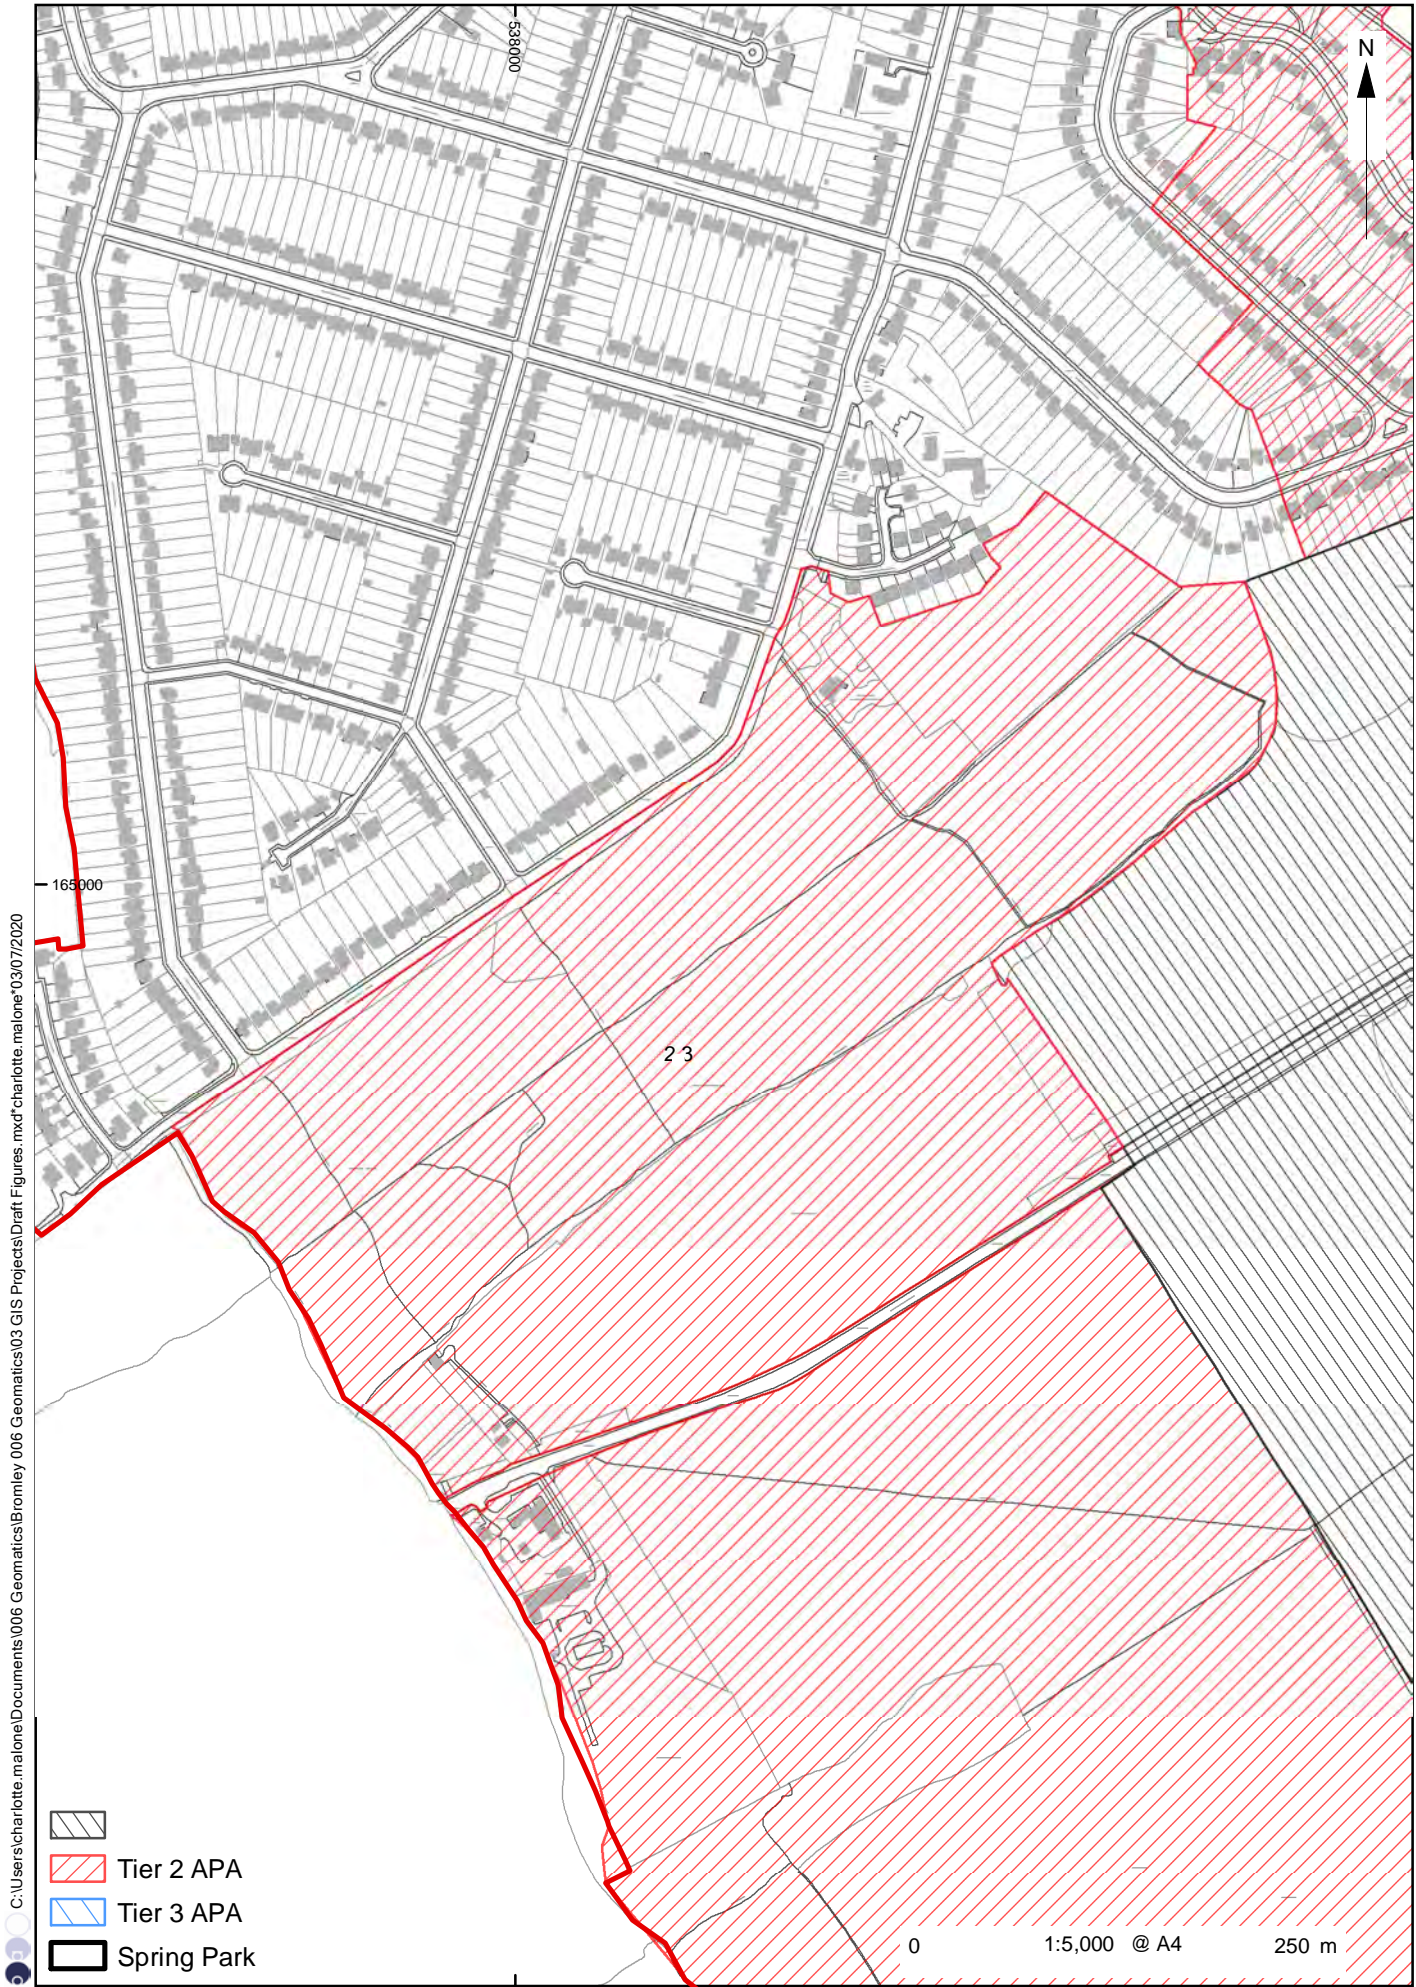 538000
N
165000
2 3
C:\Users\charlotte.malone\Documents\006 Geomatics\Bromley 006 Geomatics\03 GIS Projects\Draft Figures.mxd*charlotte.malone*03/07/2020
Tier 2 APA
Tier 3 APA
Spring Park
0 1:5,000 @ A4 250 m